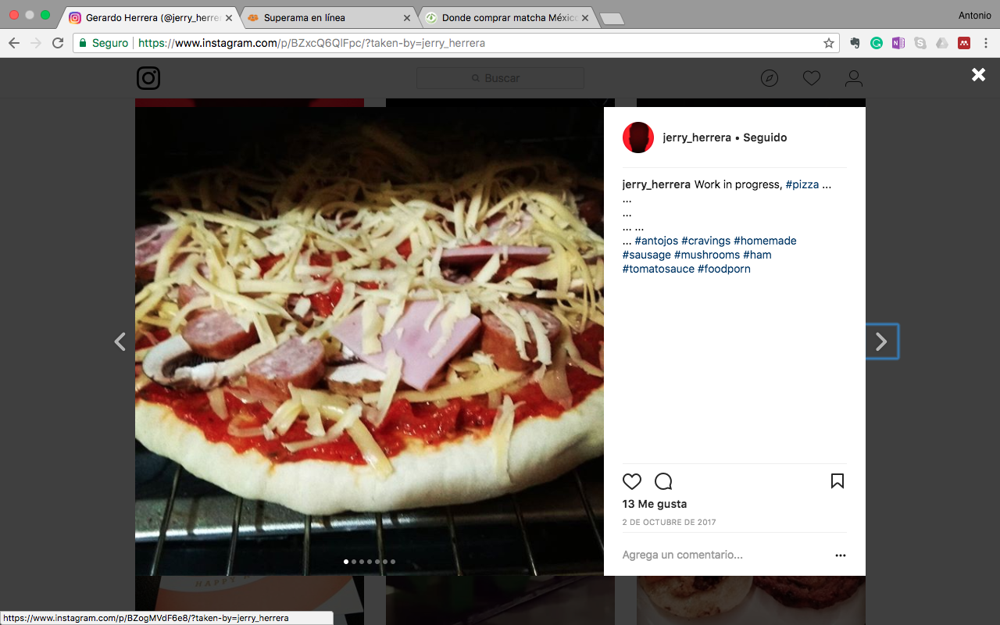 Gerardo Herrera (@jerry_herre
Superama en línea
Donde comprar matcha Méxic
Antonio
Seguro
https://www.instagram.com/p/BZxcQ6QlFpc/?taken-by=jerry_herrera
Buscar
jerry_herrera • Seguido
jerry_herrera Work in progress, #pizza ...
...
...
... ...
... #antojos #cravings #homemade
#sausage #mushrooms #ham
#tomatosauce #foodporn
13 Me gusta
2 DE OCTUBRE DE 2017
Agrega un comentario...
HAPPY
https://www.instagram.com/p/BZogMVdF6e8/?taken-by=jerry_herrera